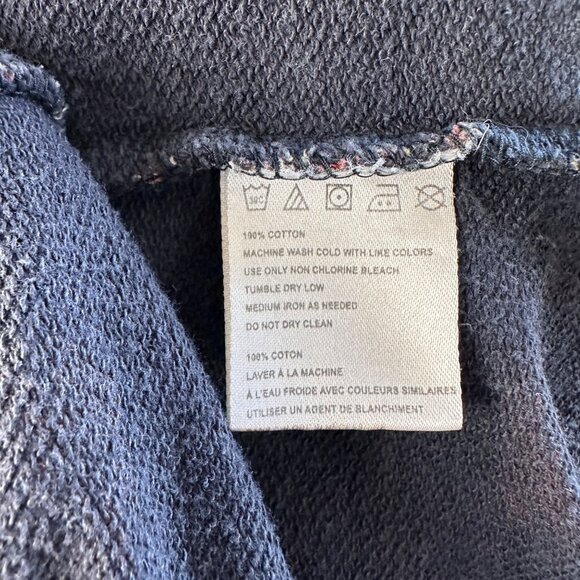 30C
100% COTTON
MACHINE WASH COLD WITH LIKE COLORS
USE ONLY NON CHLORINE BLEACH
TUMBLE DRY LOW
MEDIUM IRON AS NEEDED
DO NOT DRY CLEAN
100% COTON
LAVER À LA MACHINE
À L'EAU FROIDE AVEC COULEURS SIMILAIRES
UTILISER UN AGENT DE BLANCHIMENT